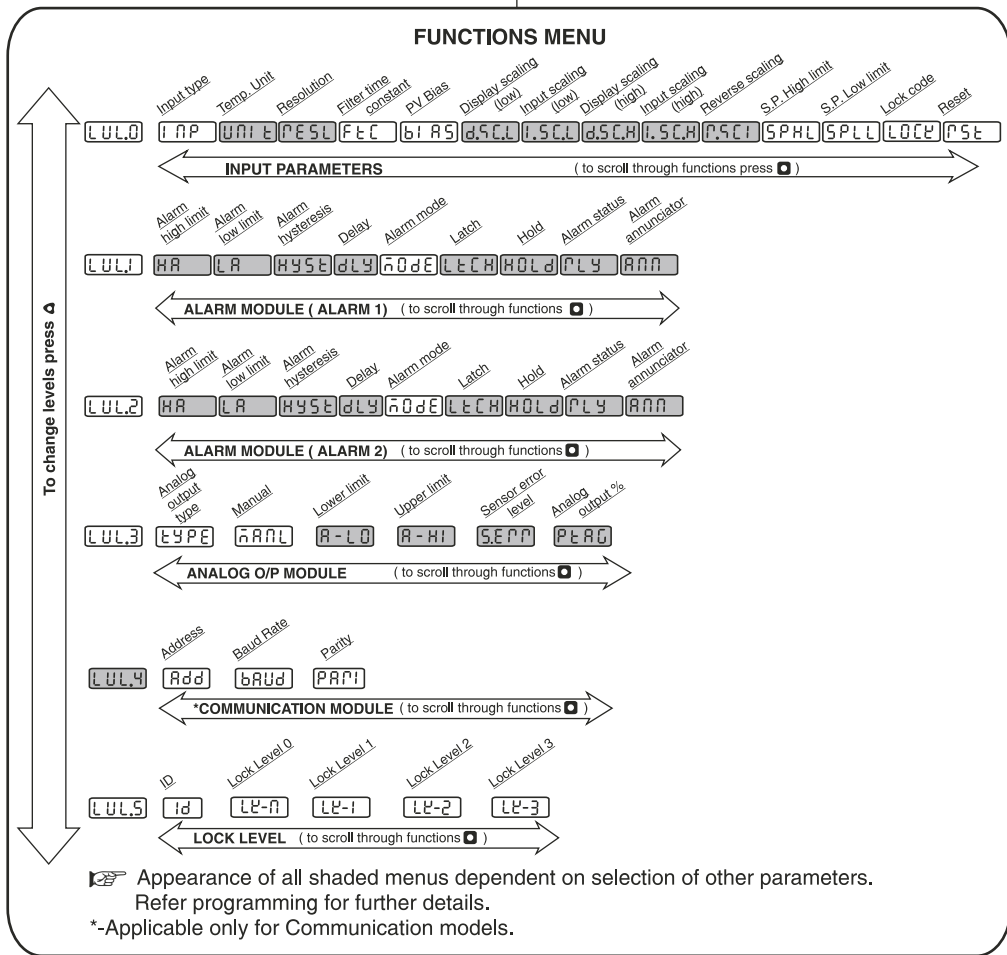 FUNCTIONS MENU
To change levels press
Input type
Temp. Unit
Resolution
Filter time constant
PV Bias
Display scaling (low)
Input scaling (low)
Display scaling (high)
Input scaling (high)
Reverse scaling
S.P. High limit
S.P. Low limit
Lock code
Reset
LUL.0 INP UNIt RESL FtC bIAS d.SC.L I.SC.L d.SC.H I.SC.H R.SCI SPHL SPLL LOCK RSt
INPUT PARAMETERS ( to scroll through functions press )
Alarm high limit
Alarm low limit
Alarm hysteresis
Delay
Alarm mode
Latch
Hold
Alarm status
Alarm annunciator
LUL.1 HA LA HYSt dLY MOdE LtCH HOLd RLY ANN
ALARM MODULE ( ALARM 1) ( to scroll through functions )
Alarm high limit
Alarm low limit
Alarm hysteresis
Delay
Alarm mode
Latch
Hold
Alarm status
Alarm annunciator
LUL.2 HA LA HYSt dLY MOdE LtCH HOLd RLY ANN
ALARM MODULE ( ALARM 2) ( to scroll through functions )
Analog output type
Manual
Lower limit
Upper limit
Sensor error level
Analog output %
LUL.3 tYPE MANL A-LO A-HI S.ERR PtAG
ANALOG O/P MODULE ( to scroll through functions )
Address
Baud Rate
Parity
LUL.4 Add bAUd PARI
*COMMUNICATION MODULE ( to scroll through functions )
ID
Lock Level 0
Lock Level 1
Lock Level 2
Lock Level 3
LUL.5 Id LK-N LK-1 LK-2 LK-3
LOCK LEVEL ( to scroll through functions )
Appearance of all shaded menus dependent on selection of other parameters.
Refer programming for further details.
*-Applicable only for Communication models.